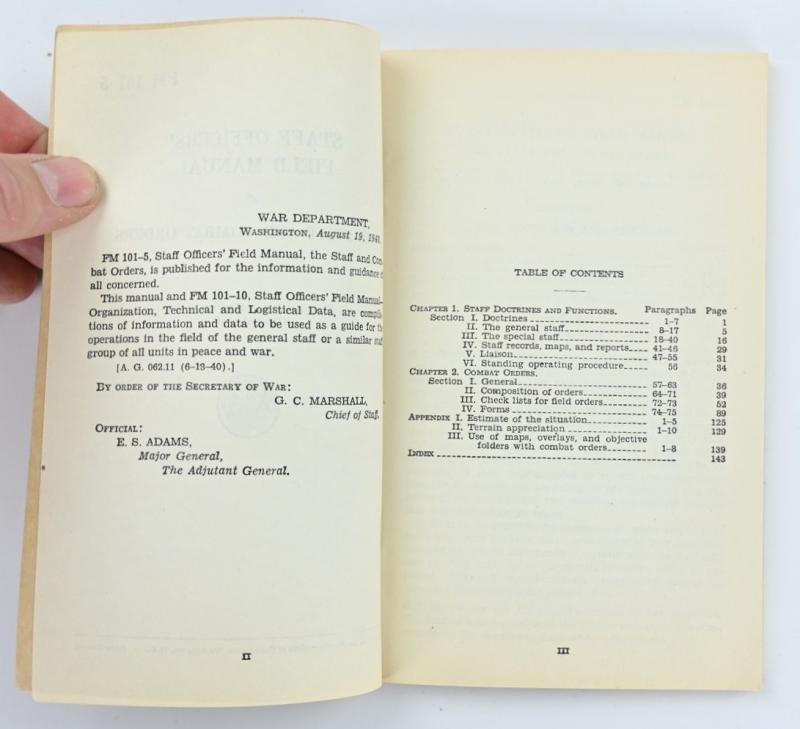 WAR DEPARTMENT,
WASHINGTON, August 19, 1940.
FM 101–5, Staff Officers' Field Manual, the Staff and Com
bat Orders, is published for the information and guidance
all concerned.
This manual and FM 101–10, Staff Officers' Field Manual—
Organization, Technical and Logistical Data, are compila
tions of information and data to be used as a guide for the
operations in the field of the general staff or a similar staff
group of all units in peace and war.
[A. G. 062.11 (6–13–40).]
BY ORDER OF THE SECRETARY OF WAR:
G. C. MARSHALL,
Chief of Staff.
OFFICIAL:
E. S. ADAMS,
Major General,
The Adjutant General.
II
TABLE OF CONTENTS
CHAPTER 1. STAFF DOCTRINES AND FUNCTIONS. Paragraphs Page
Section I. Doctrines 1–7 1
II. The general staff 8–17 5
III. The special staff 18–40 16
IV. Staff records, maps, and reports 41–46 29
V. Liaison 47–55 31
VI. Standing operating procedure 56 34
CHAPTER 2. COMBAT ORDERS.
Section I. General 57–63 36
II. Composition of orders 64–71 39
III. Check lists for field orders 72–73 52
IV. Forms 74–75 89
APPENDIX I. Estimate of the situation 1–5 125
II. Terrain appreciation 1–10 129
III. Use of maps, overlays, and objective
folders with combat orders 1–8 139
INDEX 143
III